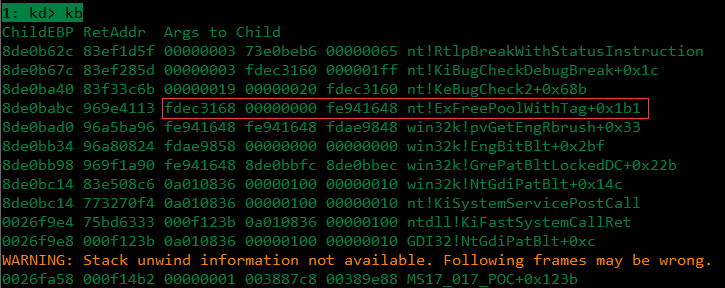 1: kd> kb
ChildEBP RetAddr  Args to Child
8de0b62c 83ef1d5f 00000003 73e0beb6 00000065 nt!RtlpBreakWithStatusInstruction
8de0b67c 83ef285d 00000003 fdec3160 000001ff nt!KiBugCheckDebugBreak+0x1c
8de0ba40 83f33c6b 00000019 00000020 fdec3160 nt!KeBugCheck2+0x68b
8de0babc 969e4113 fdec3168 00000000 fe941648 nt!ExFreePoolWithTag+0x1b1
8de0bad0 96a5ba96 fe941648 fe941648 fdae9848 win32k!pvGetEngRbrush+0x33
8de0bb34 96a80824 fdae9858 00000000 00000000 win32k!EngBitBlt+0x2bf
8de0bb98 969f1a90 fe941648 8de0bbfc 8de0bbec win32k!GrePatBltLockedDC+0x22b
8de0bc14 83e508c6 0a010836 00000100 00000010 win32k!NtGdiPatBlt+0x14c
8de0bc14 773270f4 0a010836 00000100 00000010 nt!KiSystemServicePostCall
0026f9e4 75bd6333 000f123b 0a010836 00000100 ntdll!KiFastSystemCallRet
0026f9e8 000f123b 0a010836 00000100 00000010 GDI32!NtGdiPatBlt+0xc
WARNING: Stack unwind information not available. Following frames may be wrong.
0026fa58 000f14b2 00000001 003887c8 00389e88 MS17_017_POC+0x123b